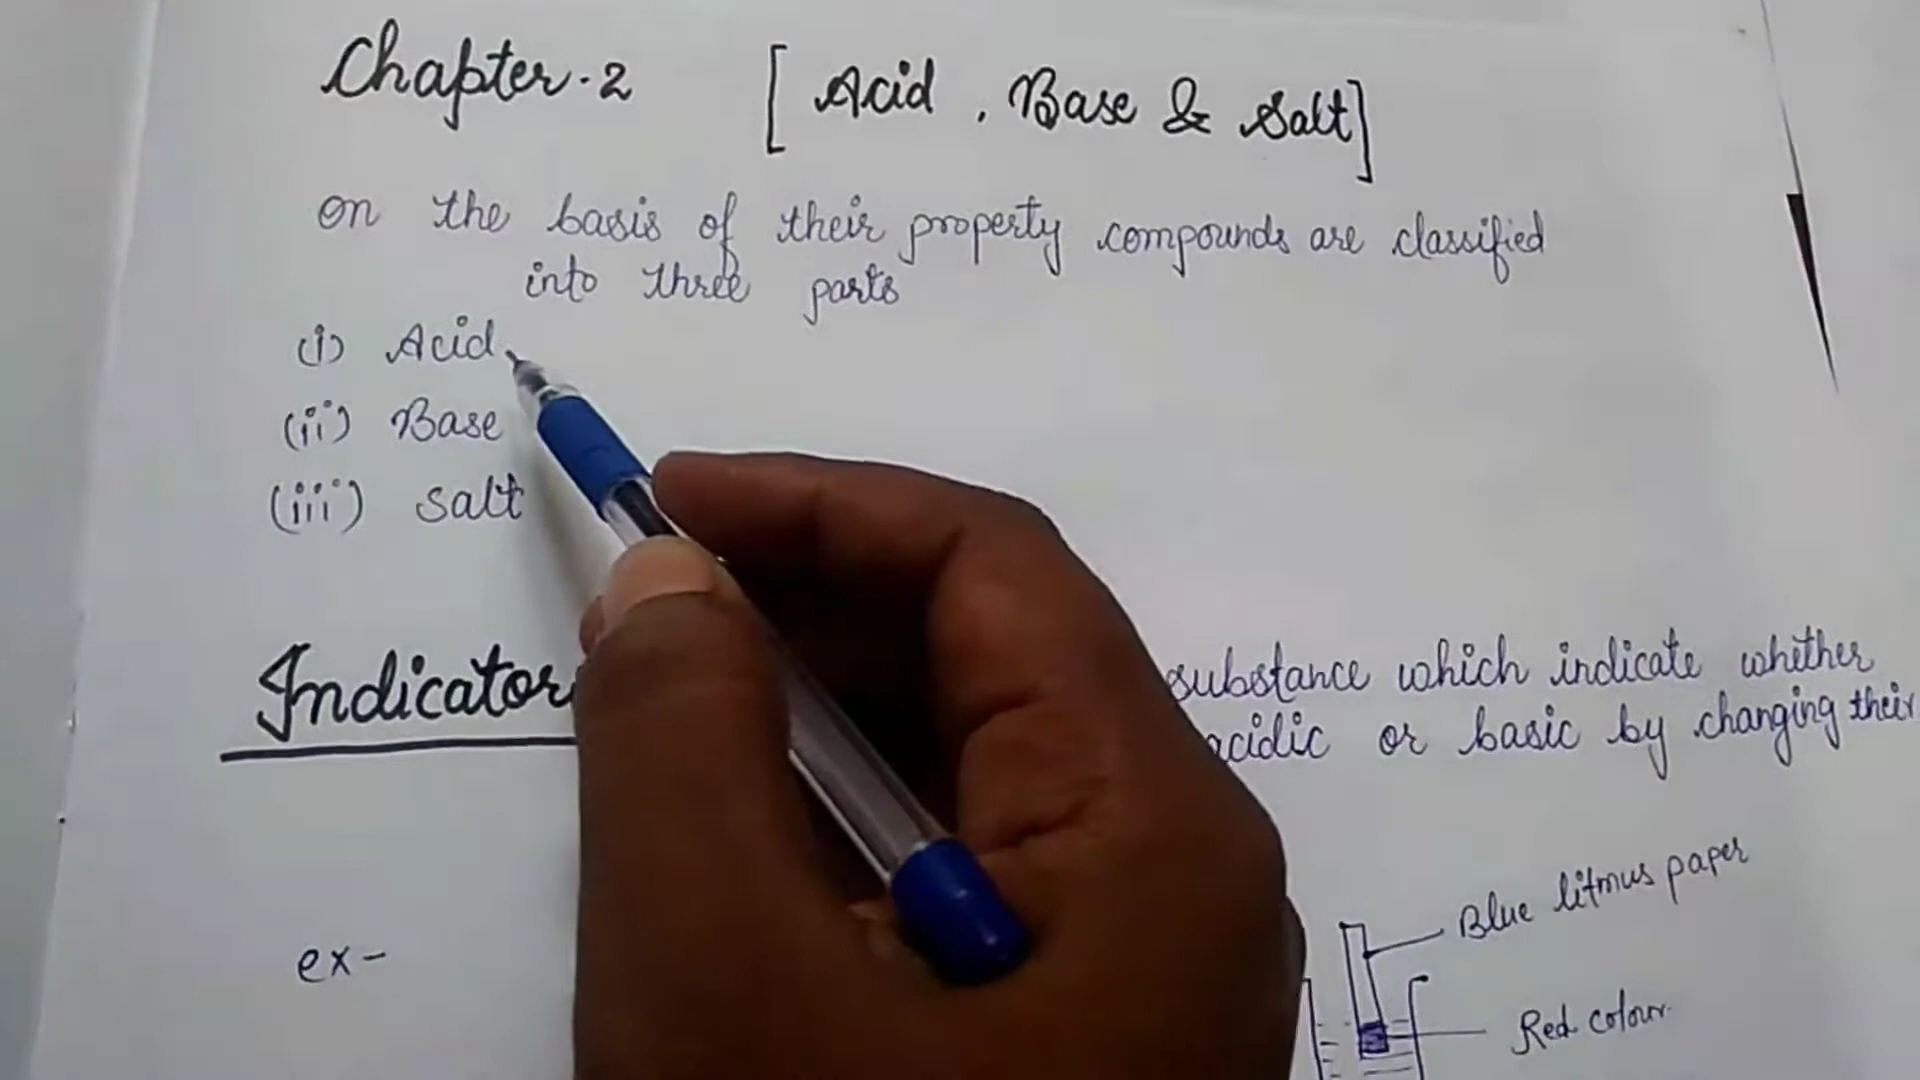 Chapter-2 [ Acid, Base & Salt]
on the basis of their property compounds are classified
into three parts
(i) Acid
(ii) Base
(iii) salt
Indicator
substance which indicate whether
acidic or basic by changing their
Blue litmus paper
ex-
Red colour